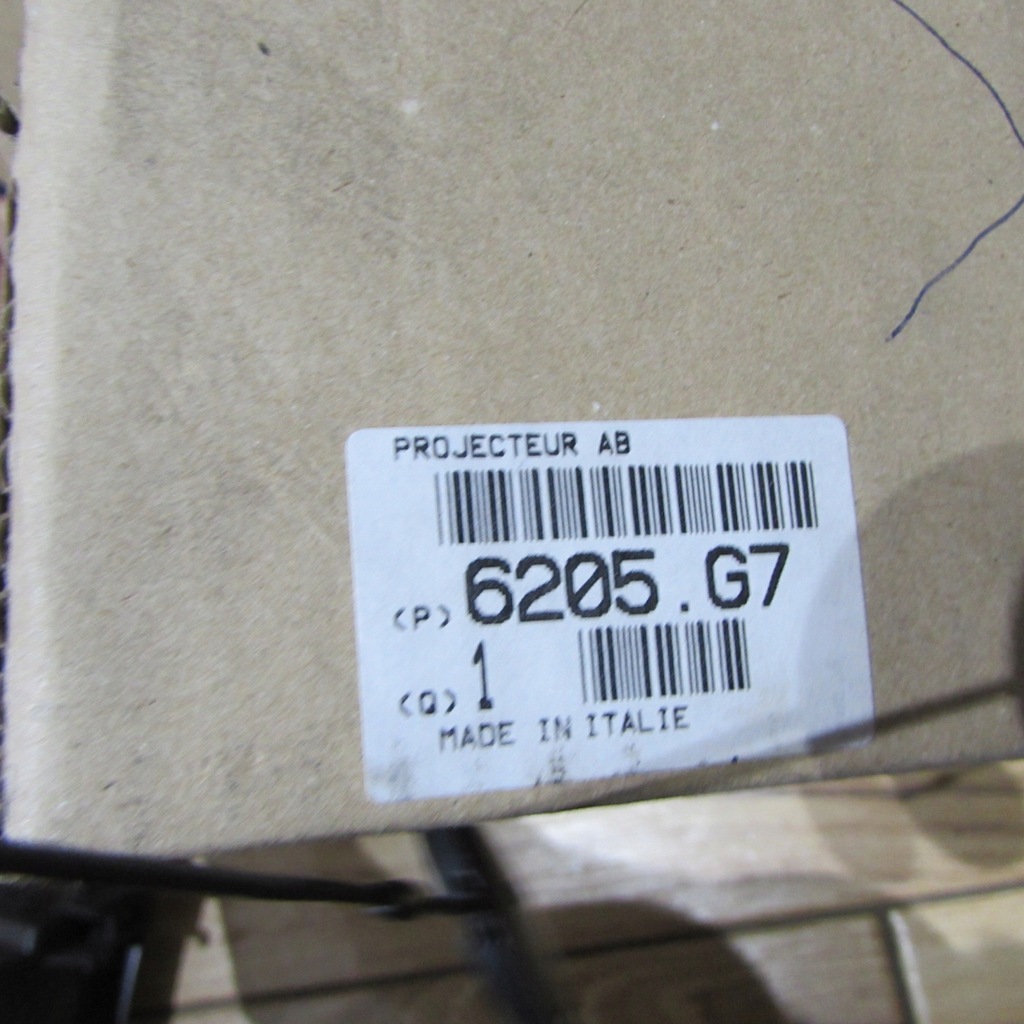 PROJECTEUR AB
(P) 6205.G7
(Q) 1
MADE IN ITALIE